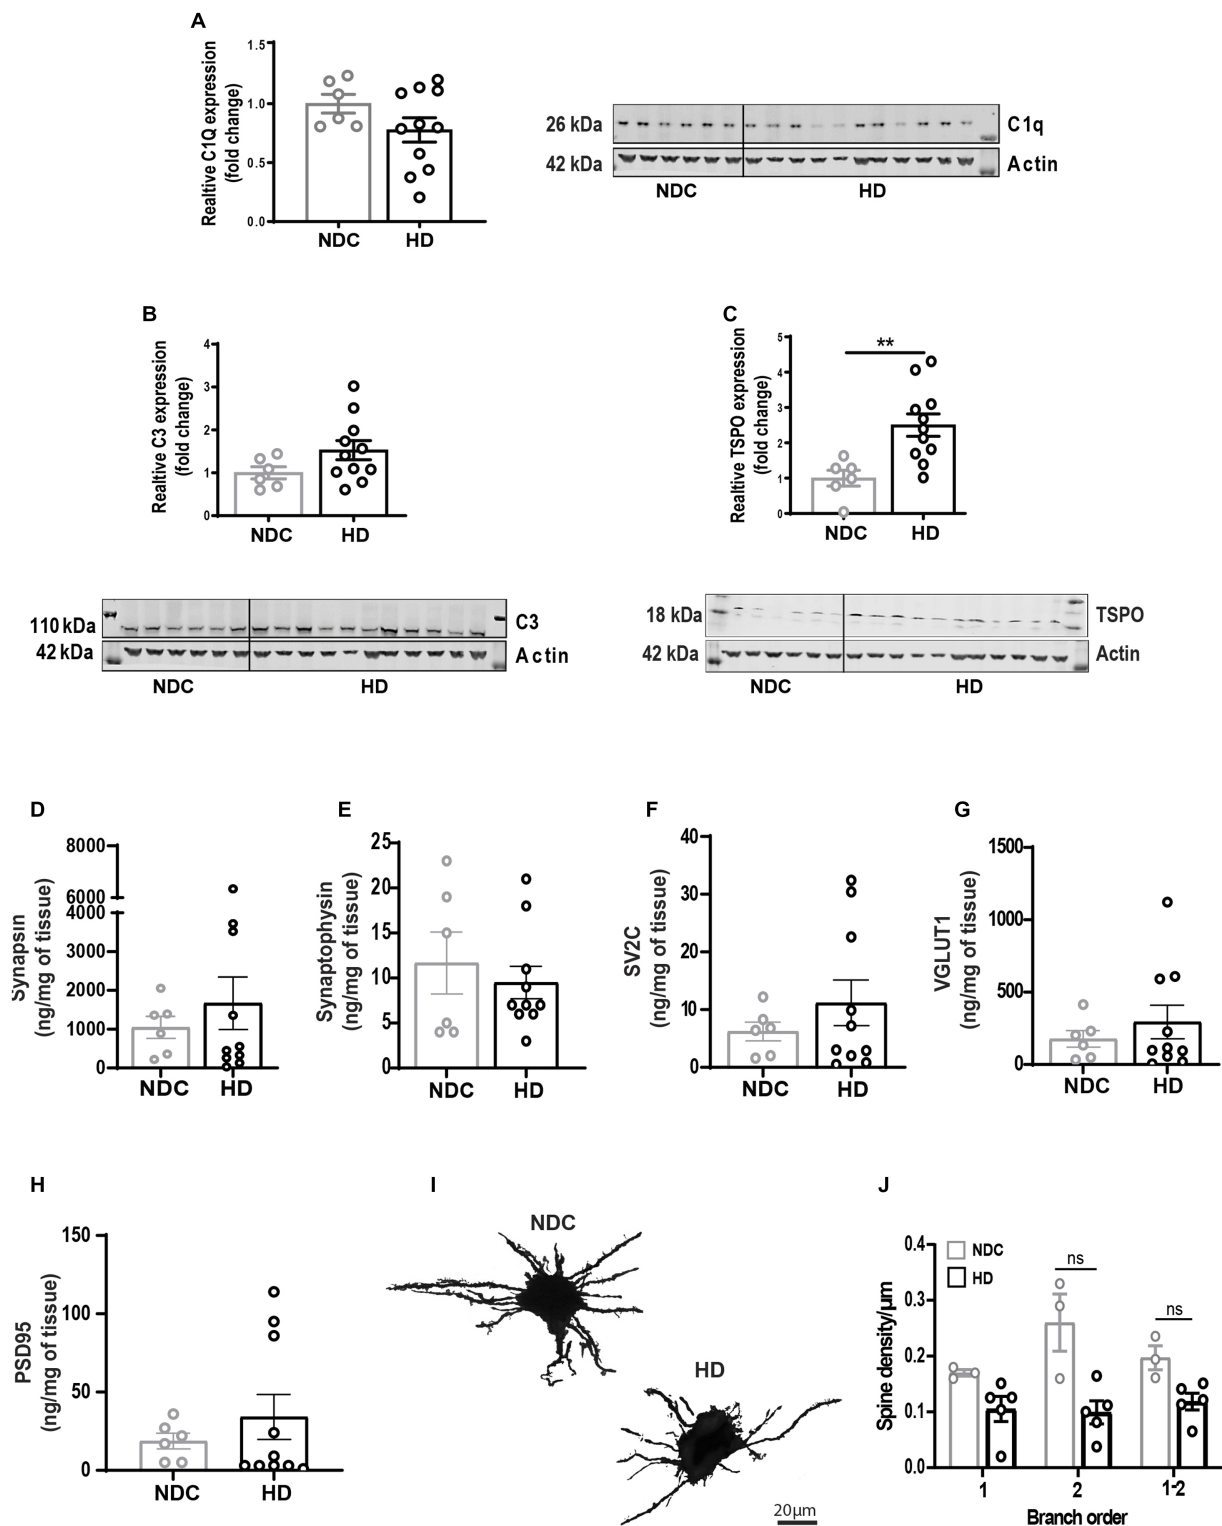 A
Realtive C1Q expression
(fold change)
1.5
1.0
0.5
0.0
NDC HD
26 kDa C1q
42 kDa Actin
NDC HD
B
Realtive C3 expression
(fold change)
4
3
2
1
0
NDC HD
C
Realtive TSPO expression
(fold change)
5
4
3
2
1
0
**
NDC HD
110 kDa C3
42 kDa Actin
NDC HD
18 kDa TSPO
42 kDa Actin
NDC HD
D
Synapsin
(ng/mg of tissue)
8000
6000
4000
3000
2000
1000
0
NDC HD
E
Synaptophysin
(ng/mg of tissue)
25
20
15
10
5
0
NDC HD
F
SV2C
(ng/mg of tissue)
40
30
20
10
0
NDC HD
G
VGLUT1
(ng/mg of tissue)
1500
1000
500
0
NDC HD
H
PSD95
(ng/mg of tissue)
150
100
50
0
NDC HD
I
NDC
HD
20μm
J
Spine density/μm
0.4
0.3
0.2
0.1
0.0
NDC
HD
ns
ns
1 2 1-2
Branch order